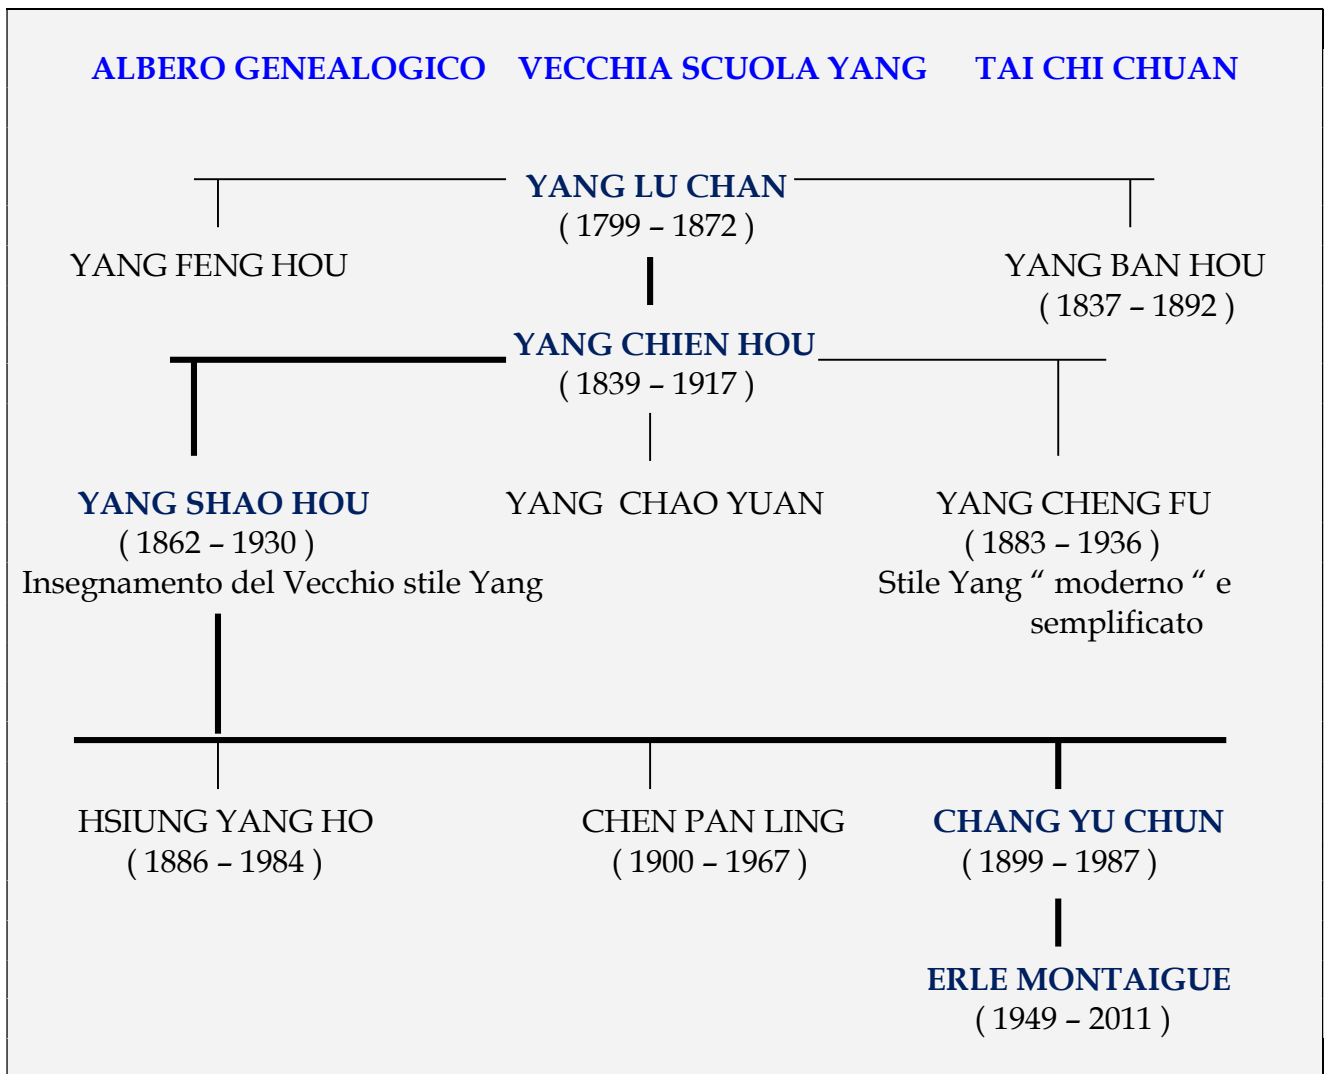 ALBERO GENEALOGICO VECCHIA SCUOLA YANG TAI CHI CHUAN
YANG LU CHAN
( 1799 – 1872 )
YANG FENG HOU
YANG BAN HOU
( 1837 – 1892 )
YANG CHIEN HOU
( 1839 – 1917 )
YANG SHAO HOU
( 1862 – 1930 )
Insegnamento del Vecchio stile Yang
YANG CHAO YUAN
YANG CHENG FU
( 1883 – 1936 )
Stile Yang “ moderno “ e
semplificato
HSIUNG YANG HO
( 1886 – 1984 )
CHEN PAN LING
( 1900 – 1967 )
CHANG YU CHUN
( 1899 – 1987 )
ERLE MONTAIGUE
( 1949 – 2011 )